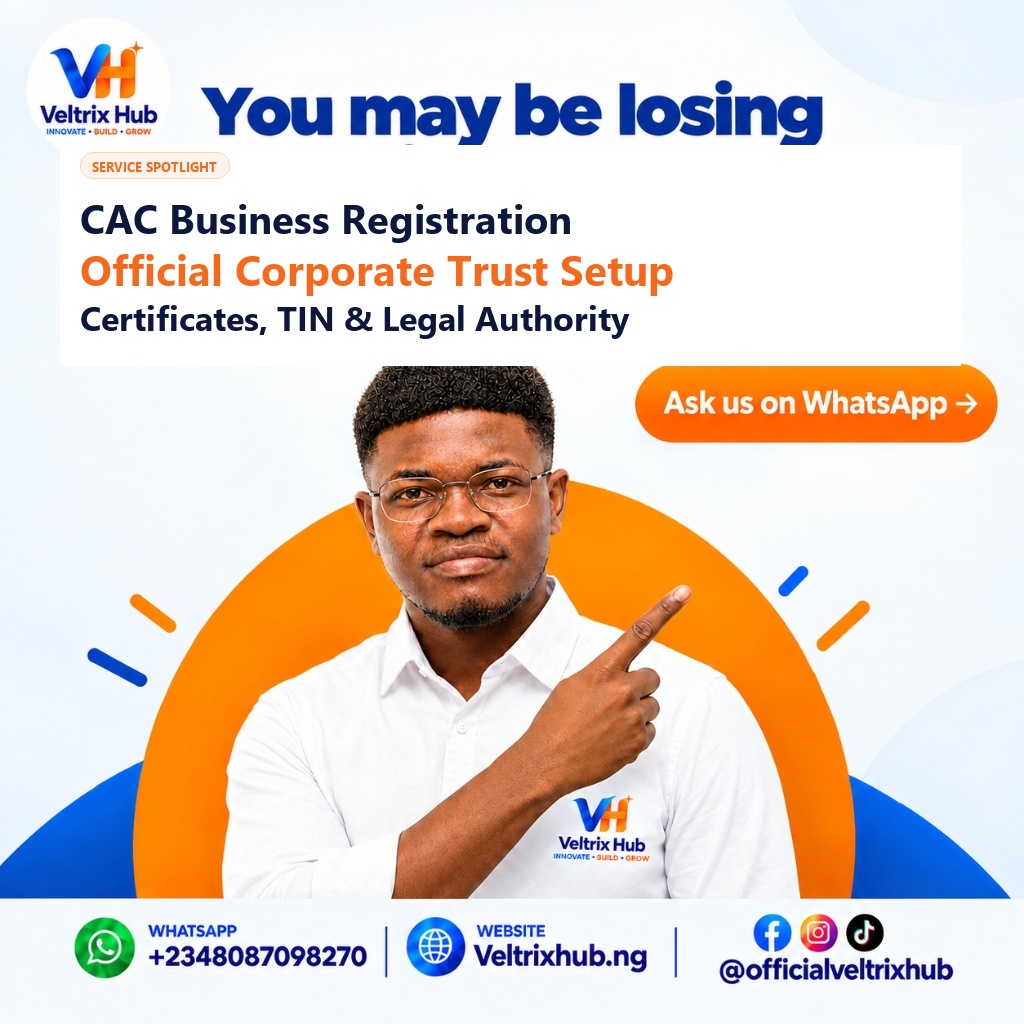 VH
Veltrix Hub
INNOVATE • BUILD • GROW
You may be losing
SERVICE SPOTLIGHT
CAC Business Registration
Official Corporate Trust Setup
Certificates, TIN & Legal Authority
Ask us on WhatsApp →
VH
Veltrix Hub
INNOVATE • BUILD • GROW
WHATSAPP
+2348087098270
WEBSITE
Veltrixhub.ng
@officialveltrixhub